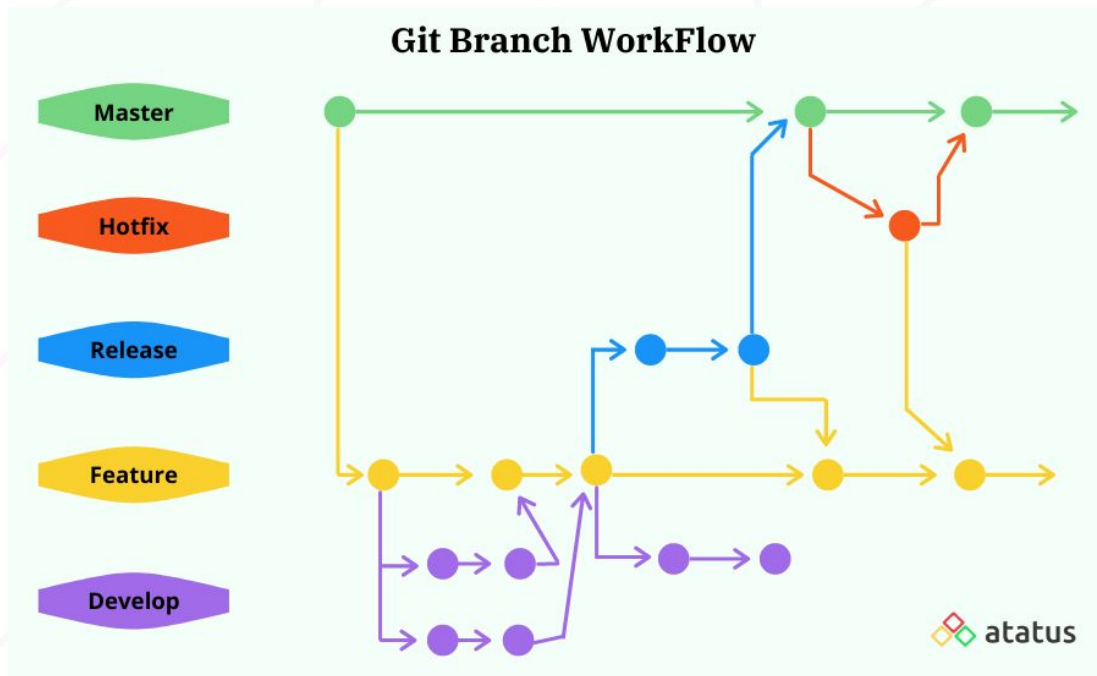 Git Branch WorkFlow
Master
Hotfix
Release
Feature
Develop
atatus